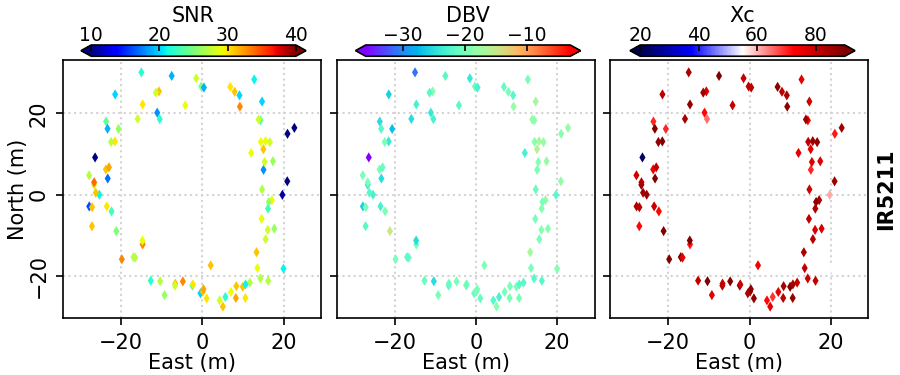 SNR DBV Xc
10 20 30 40 −30 −20 −10 20 40 60 80
20
0
−20
North (m)
−20 0 20 −20 0 20 −20 0 20
East (m) East (m) East (m)
IR5211